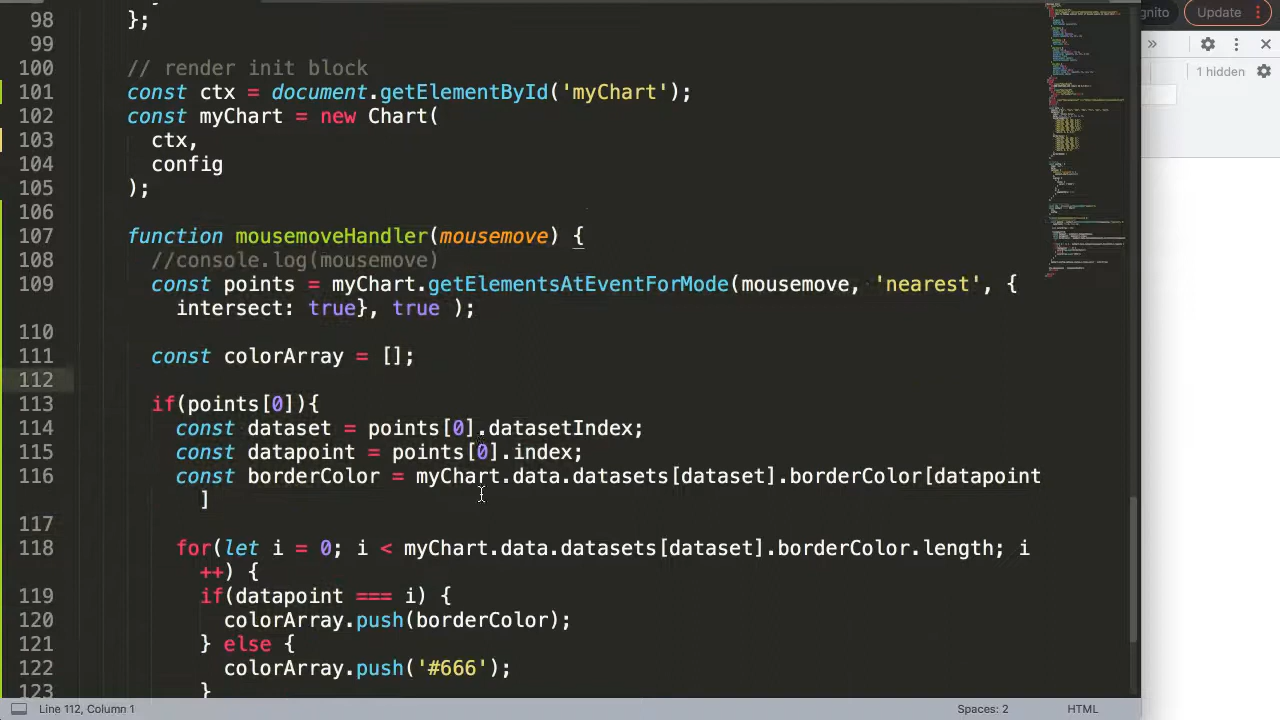 98 };
99
100 // render init block
101 const ctx = document.getElementById('myChart');
102 const myChart = new Chart(
103 ctx,
104 config
105 );
106
107 function mousemoveHandler(mousemove) {
108 //console.log(mousemove)
109 const points = myChart.getElementsAtEventForMode(mousemove, 'nearest', {
intersect: true}, true );
110
111 const colorArray = [];
112
113 if(points[0]){
114 const dataset = points[0].datasetIndex;
115 const datapoint = points[0].index;
116 const borderColor = myChart.data.datasets[dataset].borderColor[datapoint
]
117
118 for(let i = 0; i < myChart.data.datasets[dataset].borderColor.length; i
++) {
119 if(datapoint === i) {
120 colorArray.push(borderColor);
121 } else {
122 colorArray.push('#666');
123 }
Line 112, Column 1
Spaces: 2
HTML
gnito
Update
1 hidden